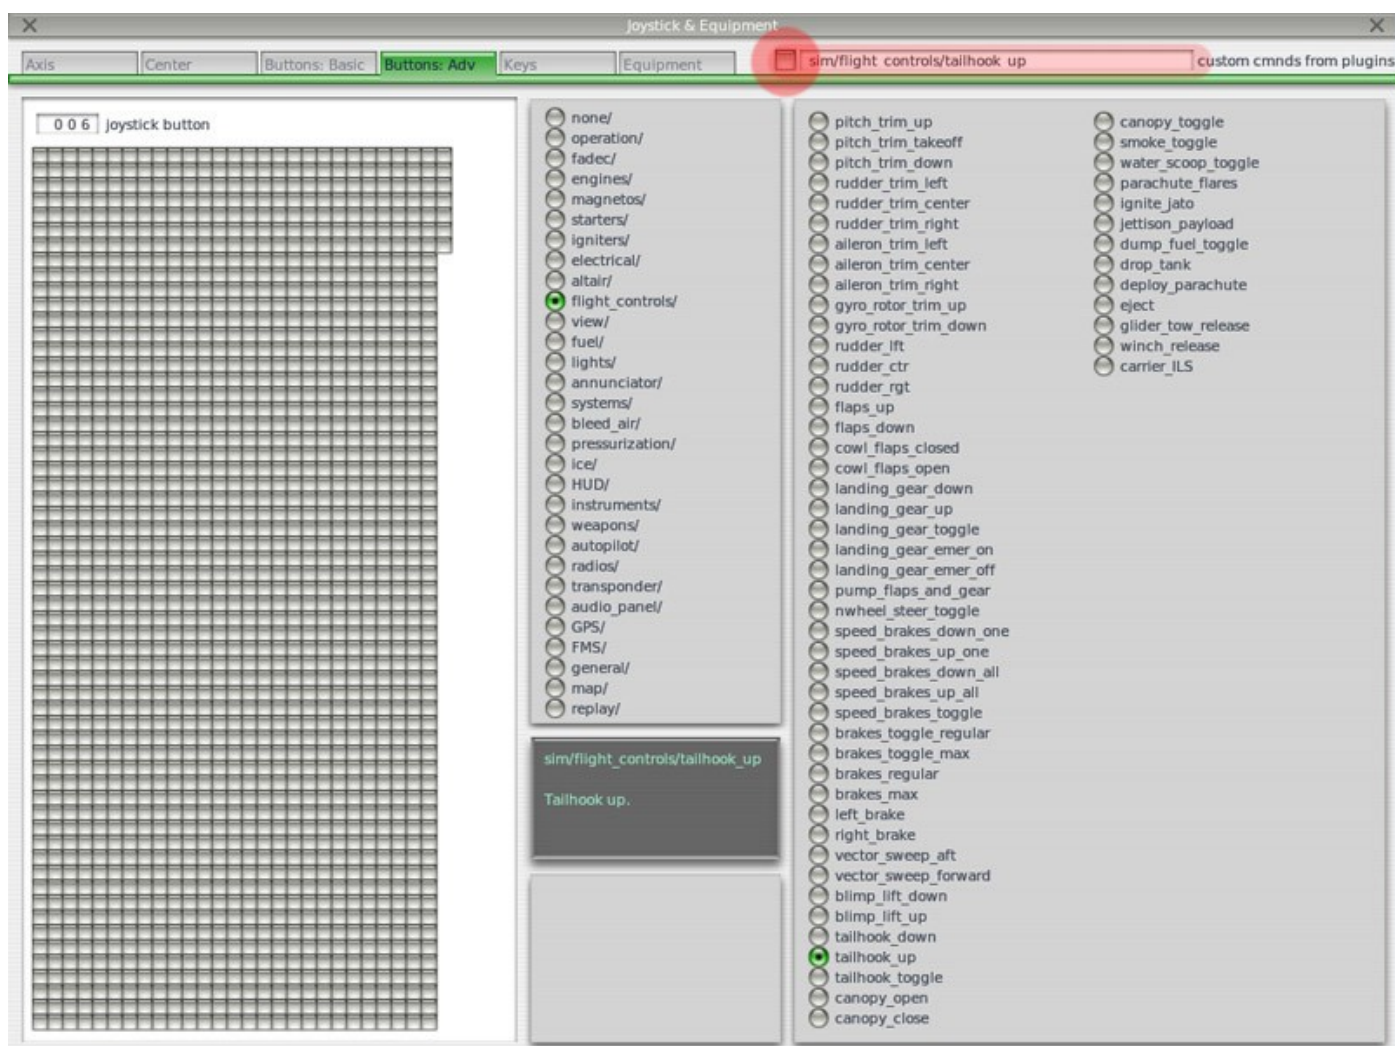 Joystick & Equipment
Axis
Center
Buttons: Basic
Buttons: Adv
Keys
Equipment
sim/flight_controls/tailhook_up
custom cmnds from plugins
0 0 6 joystick button
none/
operation/
fadec/
engines/
magnetos/
starters/
igniters/
electrical/
altair/
flight_controls/
view/
fuel/
lights/
annunciator/
systems/
bleed_air/
pressurization/
ice/
HUD/
instruments/
weapons/
autopilot/
radios/
transponder/
audio_panel/
GPS/
FMS/
general/
map/
replay/
sim/flight_controls/tailhook_up
Tailhook up.
pitch_trim_up
pitch_trim_takeoff
pitch_trim_down
rudder_trim_left
rudder_trim_center
rudder_trim_right
aileron_trim_left
aileron_trim_center
aileron_trim_right
gyro_rotor_trim_up
gyro_rotor_trim_down
rudder_lft
rudder_ctr
rudder_rgt
flaps_up
flaps_down
cowl_flaps_closed
cowl_flaps_open
landing_gear_down
landing_gear_up
landing_gear_toggle
landing_gear_emer_on
landing_gear_emer_off
pump_flaps_and_gear
nwheel_steer_toggle
speed_brakes_down_one
speed_brakes_up_one
speed_brakes_down_all
speed_brakes_up_all
speed_brakes_toggle
brakes_toggle_regular
brakes_toggle_max
brakes_regular
brakes_max
left_brake
right_brake
vector_sweep_aft
vector_sweep_forward
blimp_lift_down
blimp_lift_up
tailhook_down
tailhook_up
tailhook_toggle
canopy_open
canopy_close
canopy_toggle
smoke_toggle
water_scoop_toggle
parachute_flares
ignite_jato
jettison_payload
dump_fuel_toggle
drop_tank
deploy_parachute
eject
glider_tow_release
winch_release
carrier_ILS